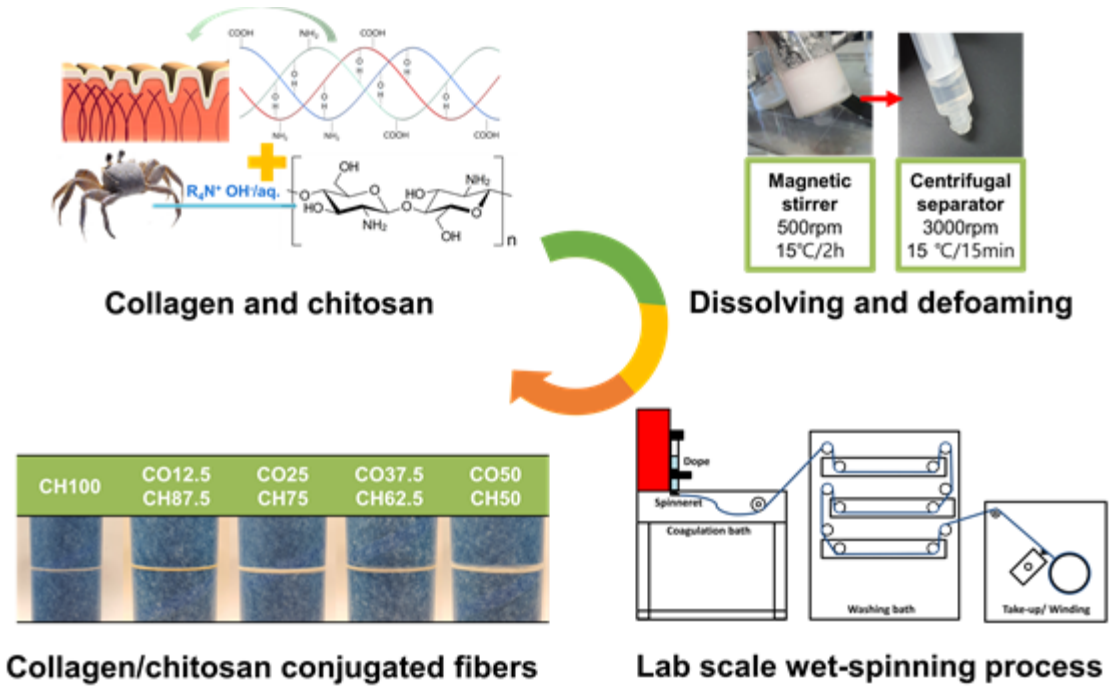 COOH
NH₂
COOH
O
H
O
H
O
H
O
H
O
H
O
H
NH₂
NH₂
COOH
COOH
R₄N⁺ OH⁻/aq.
OH
O
O
HO
NH₂
O
HO
NH₂
O
OH
n
Collagen and chitosan
Magnetic
stirrer
500rpm
15℃/2h
Centrifugal
separator
3000rpm
15 ℃/15min
Dissolving and defoaming
CH100
CO12.5
CH87.5
CO25
CH75
CO37.5
CH62.5
CO50
CH50
Collagen/chitosan conjugated fibers
Dope
Spinneret
Coagulation bath
Washing bath
Take-up/ Winding
Lab scale wet-spinning process